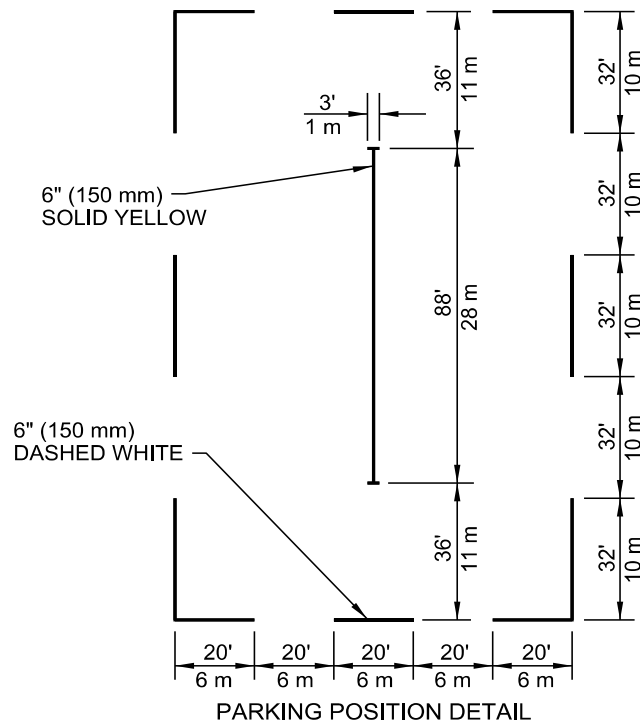 36'
11 m
32'
10 m
3'
1 m
6" (150 mm)
SOLID YELLOW
32'
10 m
88'
28 m
32'
10 m
32'
10 m
6" (150 mm)
DASHED WHITE
36'
11 m
32'
10 m
20' 20' 20' 20' 20'
6 m 6 m 6 m 6 m 6 m
PARKING POSITION DETAIL